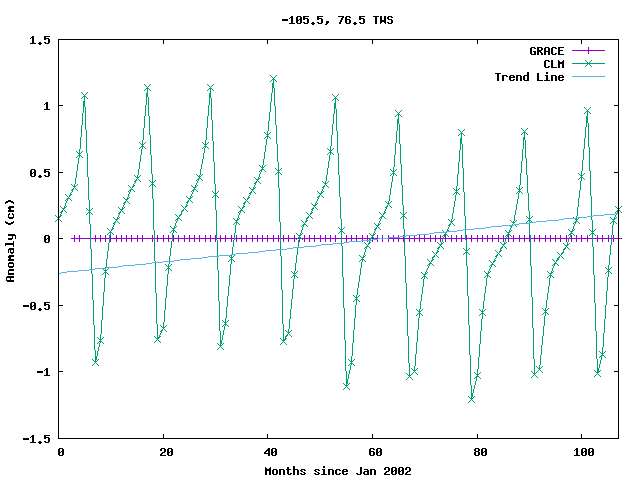 -105.5, 76.5 TWS
GRACE
CLM
Trend Line
1.5
1
0.5
0
-0.5
-1
-1.5
Anomaly (cm)
0 20 40 60 80 100
Months since Jan 2002